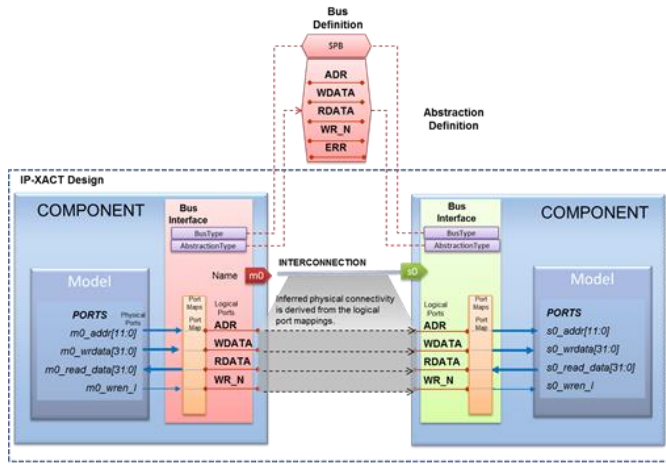 Bus
Definition
SPB
ADR
WDATA
RDATA
WR_N
ERR
Abstraction
Definition
IP-XACT Design
COMPONENT
Bus
Interface
BusType
AbstractionType
Name
m0
INTERCONNECTION
s0
Inferred physical connectivity
is derived from the logical
port mappings.
Model
PORTS
Physical
Ports
m0_addr[11:0]
m0_wrdata[31:0]
m0_read_data[31:0]
m0_wren_l
Port
Maps
Port
Map
Logical
Ports
ADR
WDATA
RDATA
WR_N
Bus
Interface
BusType
AbstractionType
Logical
Ports
ADR
WDATA
RDATA
WR_N
Port
Maps
Port
Map
COMPONENT
Model
PORTS
s0_addr[11:0]
s0_wrdata[31:0]
s0_read_data[31:0]
s0_wren_l